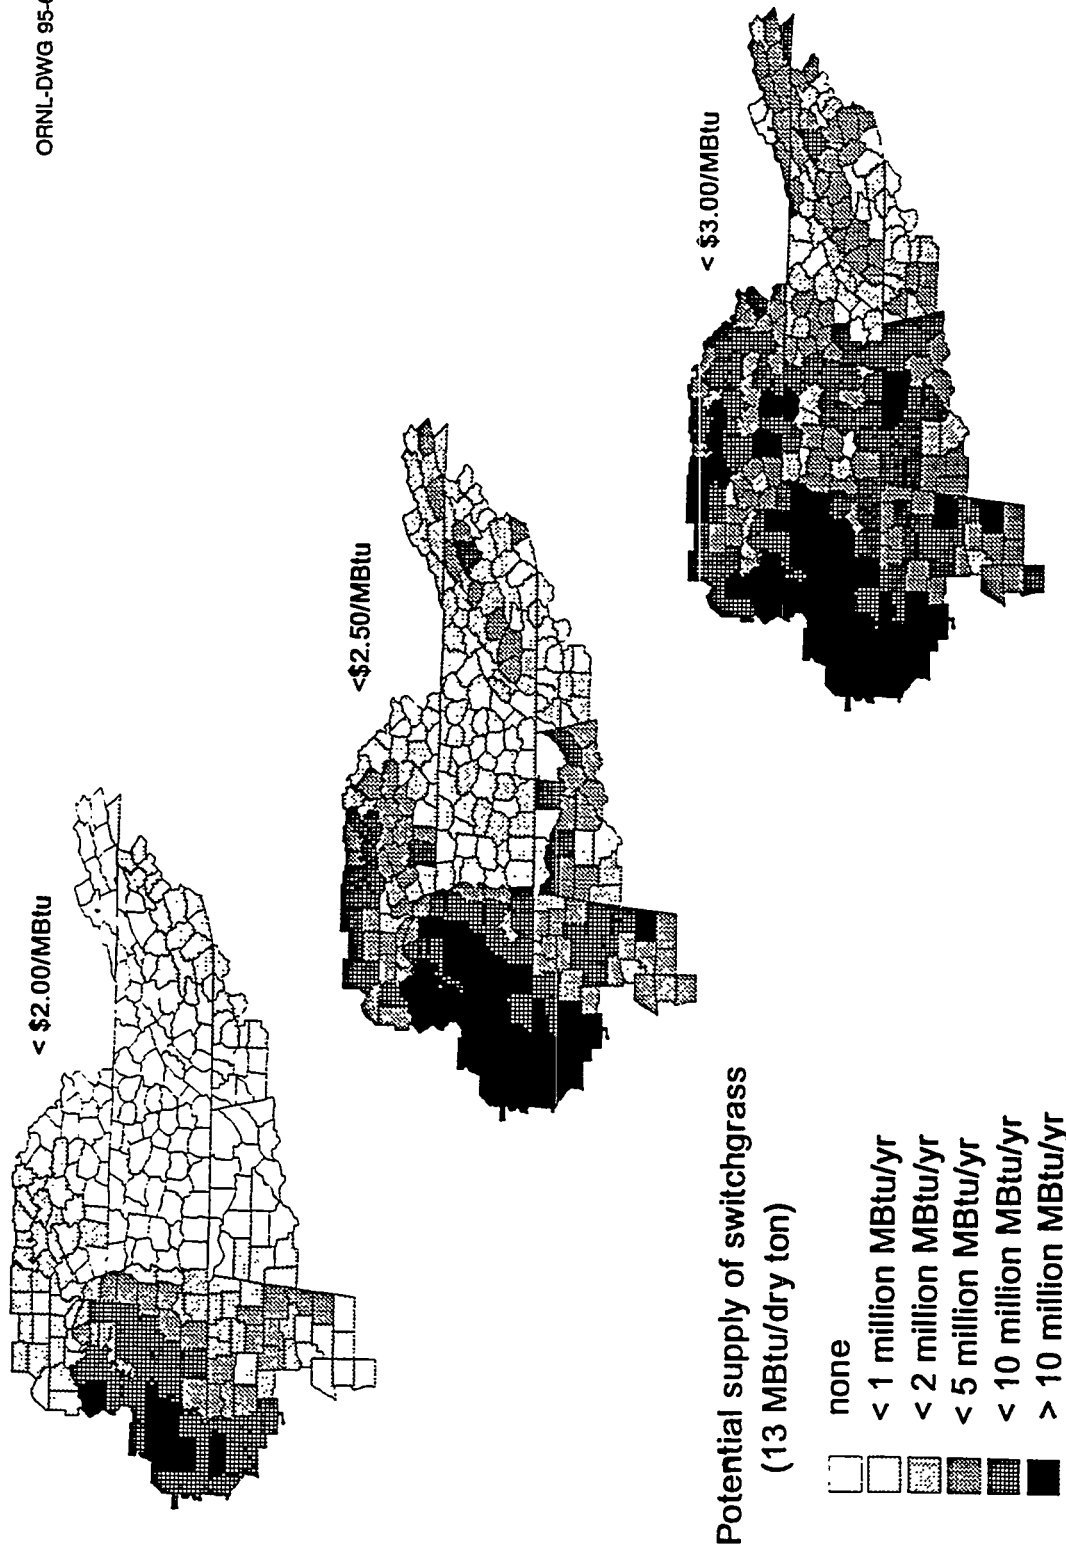 ORNL-DWG 95-
< $2.00/MBtu
<$2.50/MBtu
< $3.00/MBtu
Potential supply of switchgrass
(13 MBtu/dry ton)
none
< 1 million MBtu/yr
< 2 million MBtu/yr
< 5 million MBtu/yr
< 10 million MBtu/yr
> 10 million MBtu/yr